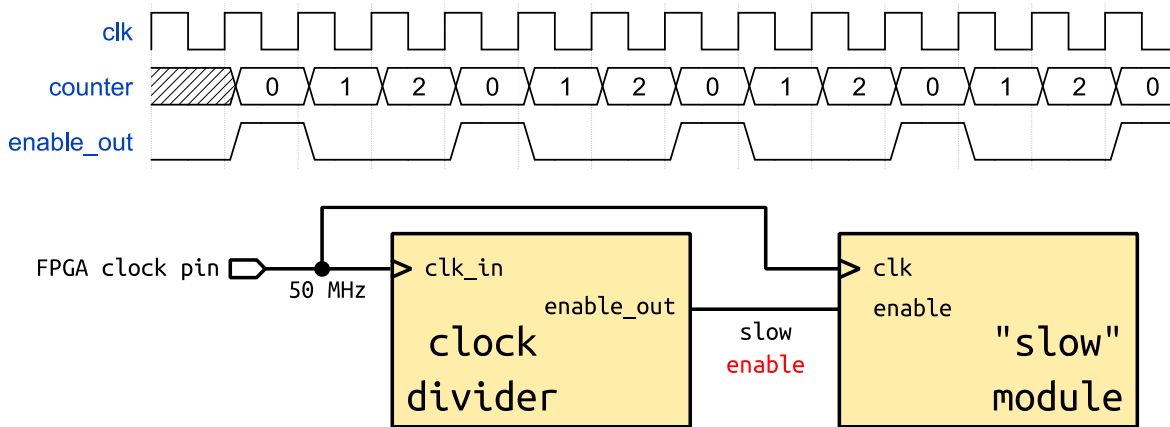 clk
counter 0 1 2 0 1 2 0 1 2 0 1 2 0
enable_out
FPGA clock pin
50 MHz
clk_in
enable_out
clock
divider
slow
enable
clk
enable
"slow"
module